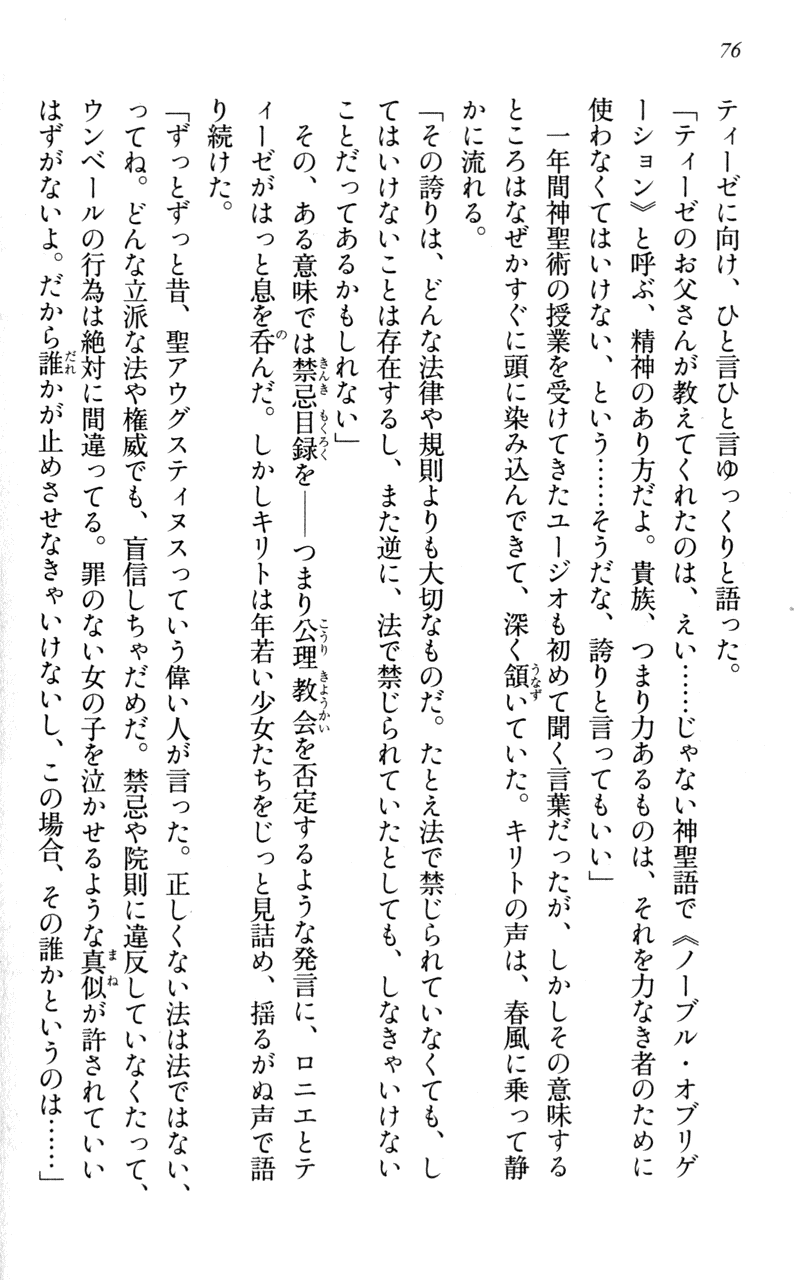 76
ティーゼに向け、ひと言ひと言ゆっくりと語った。
「ティーゼのお父さんが教えてくれたのは、えい……じゃない神聖語で《ノーブル・オブリゲ
ーション》と呼ぶ、精神のあり方だよ。貴族、つまり力あるものは、それを力なき者のために
使わなくてはいけない、という……そうだな、誇りと言ってもいい」
一年間神聖術の授業を受けてきたユージオも初めて聞く言葉だったが、しかしその意味する
ところはなぜかすぐに頭に染み込んできて、深く頷いていた。キリトの声は、春風に乗って静
かに流れる。
「その誇りは、どんな法律や規則よりも大切なものだ。たとえ法で禁じられていなくても、し
てはいけないことは存在するし、また逆に、法で禁じられていたとしても、しなきゃいけない
ことだってあるかもしれない」
その、ある意味では禁忌目録を――つまり公理教会を否定するような発言に、ロニエとテ
ィーゼがはっと息を呑んだ。しかしキリトは年若い少女たちをじっと見詰め、揺るがぬ声で語
り続けた。
「ずっとずっと昔、聖アウグスティヌスっていう偉い人が言った。正しくない法は法ではない、
ってね。どんな立派な法や権威でも、盲信しちゃだめだ。禁忌や院則に違反していなくたって、
ウンベールの行為は絶対に間違ってる。罪のない女の子を泣かせるような真似が許されていい
はずがないよ。だから誰かが止めさせなきゃいけないし、この場合、その誰かというのは……」